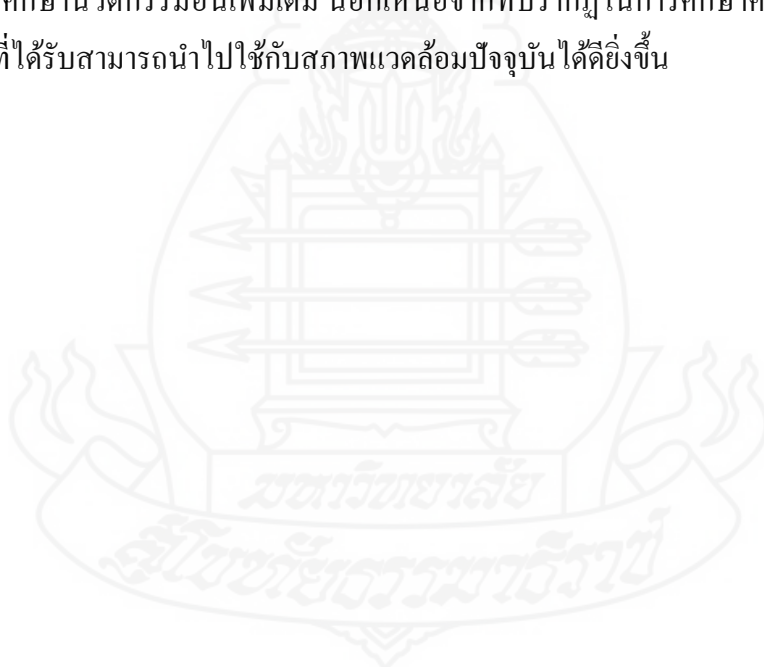 ศึกษานวัตกรรมอื่นเพิ่มเติม นอกเหนือจากที่ปรากฏในการศึกษาค
ที่ได้รับสามารถนำไปใช้กับสภาพแวดล้อมปัจจุบันได้ดียิ่งขึ้น
มหาวิทยาลัย
สุโขทัยธรรมาธิราช